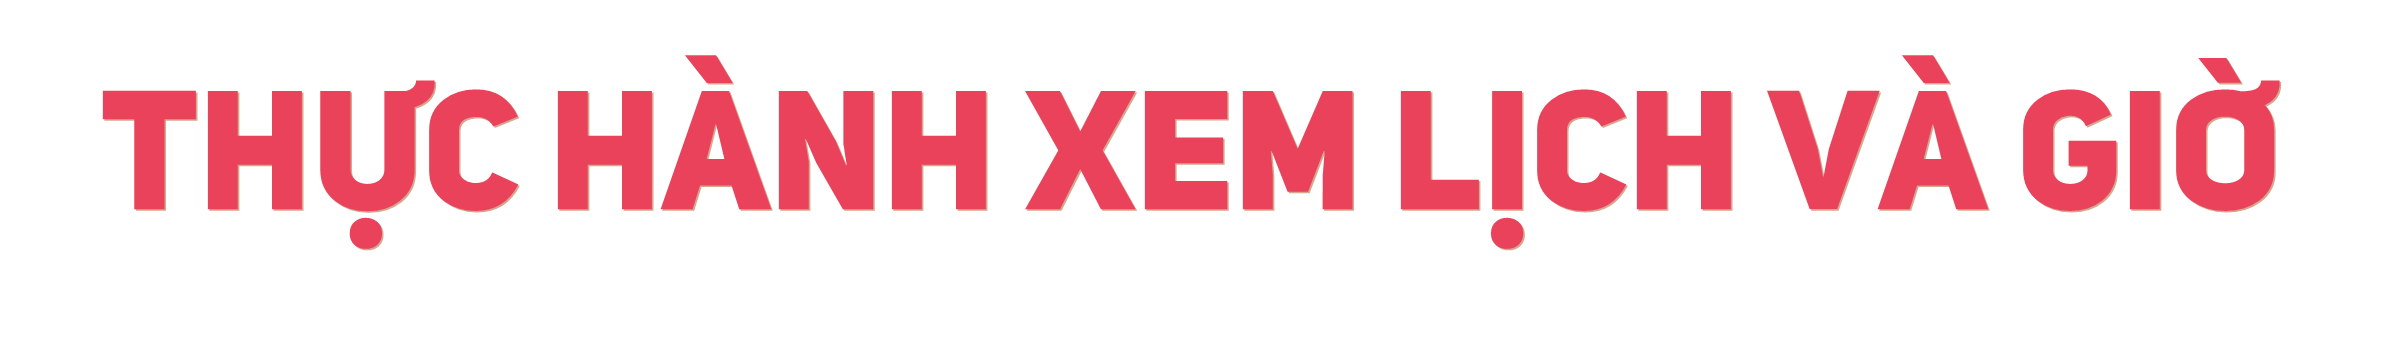 THỰC HÀNH XEM LỊCH VÀ GIỜ